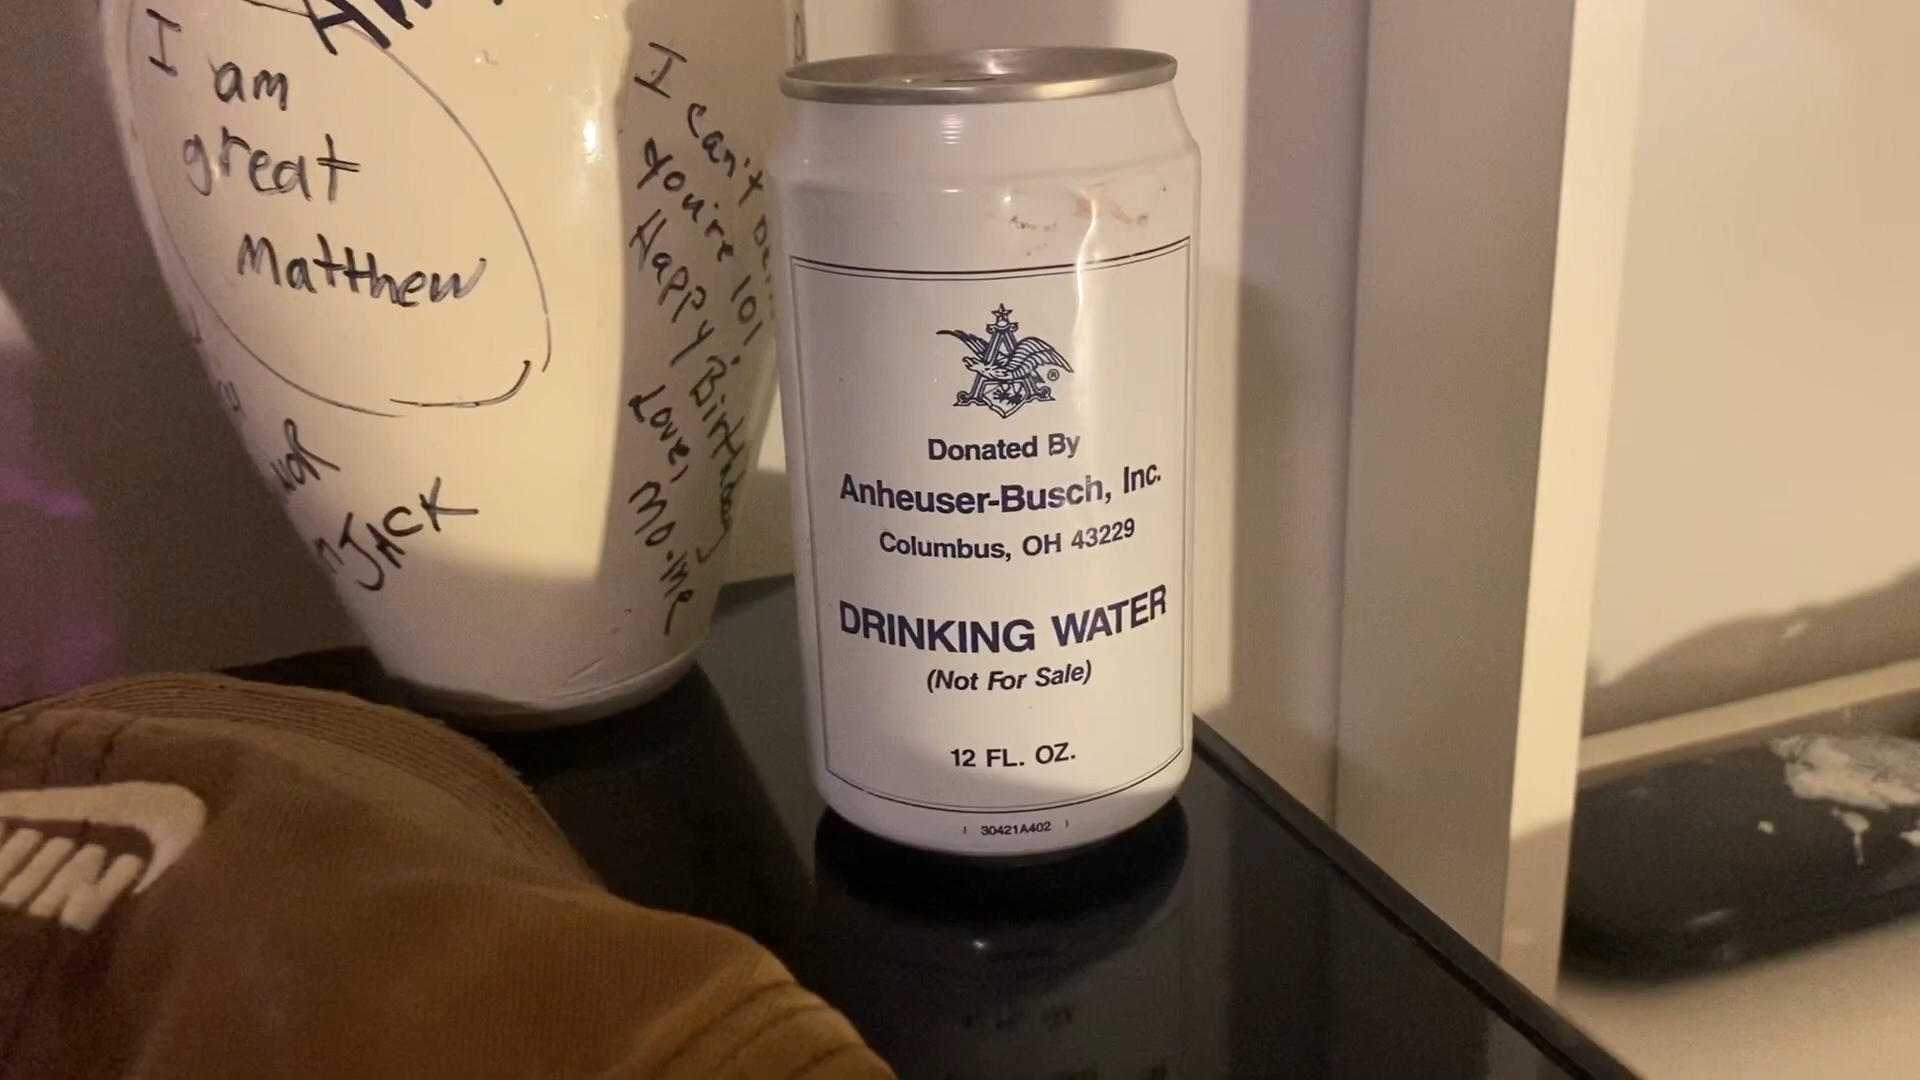 I am
great
Matthew
JACK
I can't
you're 10!
Happy Birthday
Love,
Donated By
Anheuser-Busch, Inc.
Columbus, OH 43229
DRINKING WATER
(Not For Sale)
12 FL. OZ.
30421A402